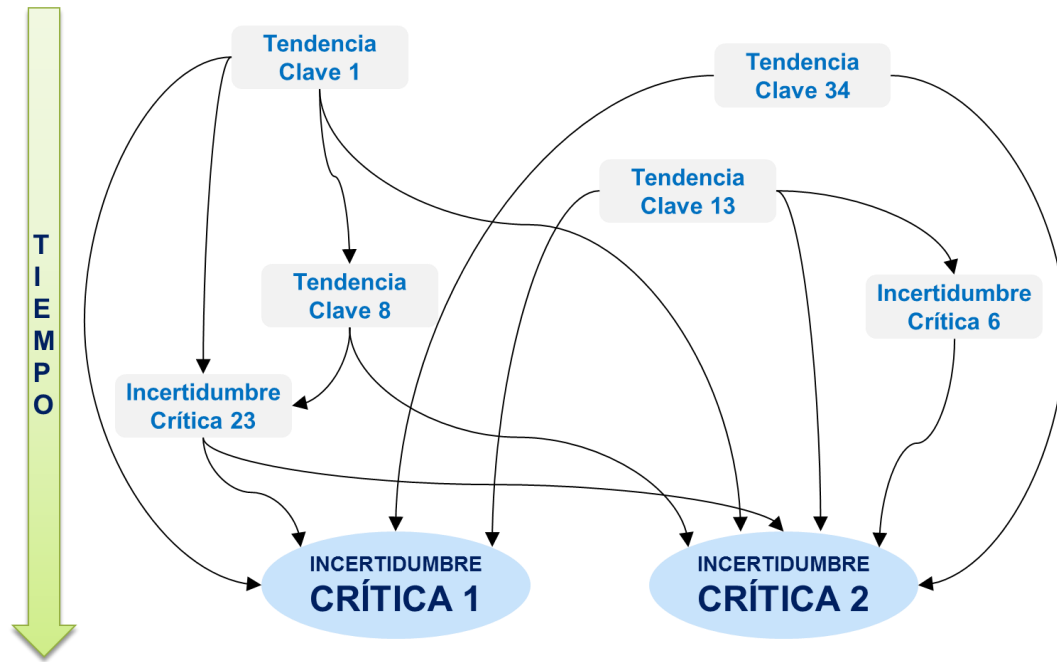 Tendencia
Clave 1
Tendencia
Clave 34
Tendencia
Clave 13
TIEMPO
Tendencia
Clave 8
Incertidumbre
Crítica 6
Incertidumbre
Crítica 23
INCERTIDUMBRE
CRÍTICA 1
INCERTIDUMBRE
CRÍTICA 2